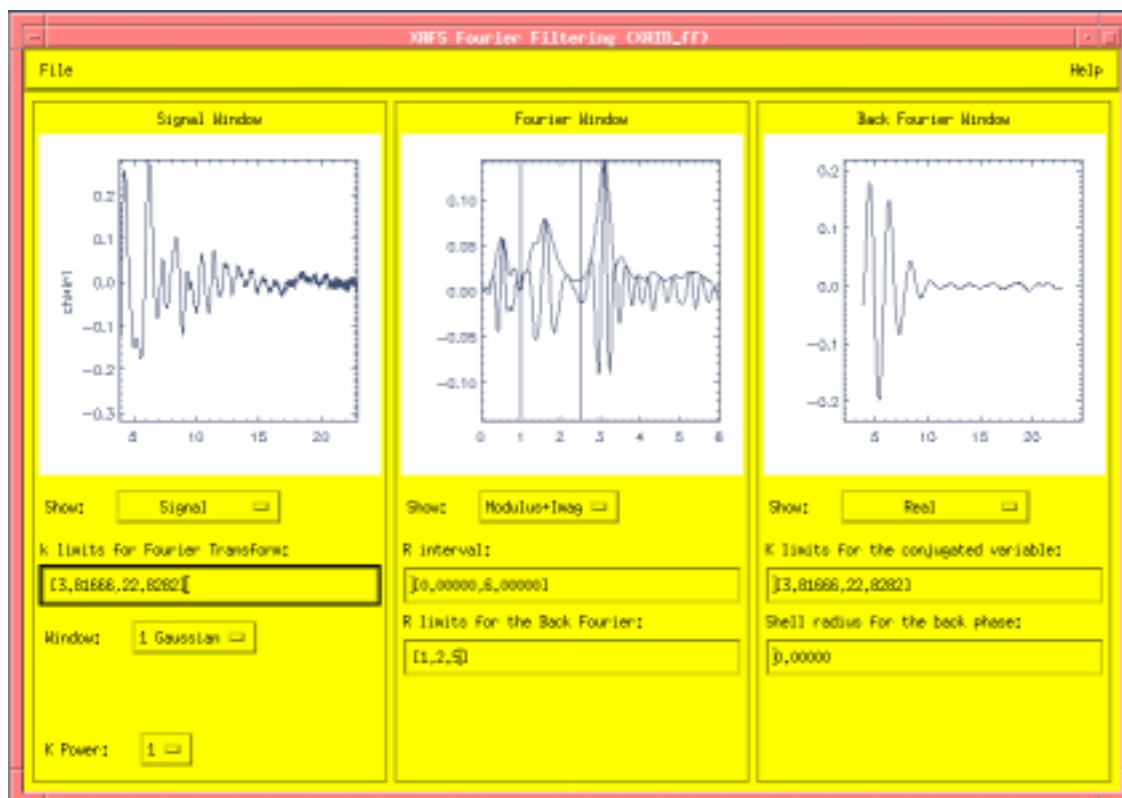 XAFS Fourier Filtering (XAID_ff)
File
Help
Signal Window
0.2
0.1
0.0
−0.1
−0.2
−0.3
5
10
15
20
Show:
Signal
k limits for Fourier Transform:
[3.81666,22.8282]
Window:
1 Gaussian
K Power:
1
Fourier Window
0.10
0.05
0.00
−0.05
−0.10
0
1
2
3
4
5
6
Show:
Modulus+Imag
R interval:
[0.00000,6.00000]
R limits for the Back Fourier:
[1,2.5]
Back Fourier Window
0.2
0.1
0.0
−0.1
−0.2
5
10
15
20
Show:
Real
K limits for the conjugated variable:
[3.81666,22.8282]
Shell radius for the back phase:
0.00000